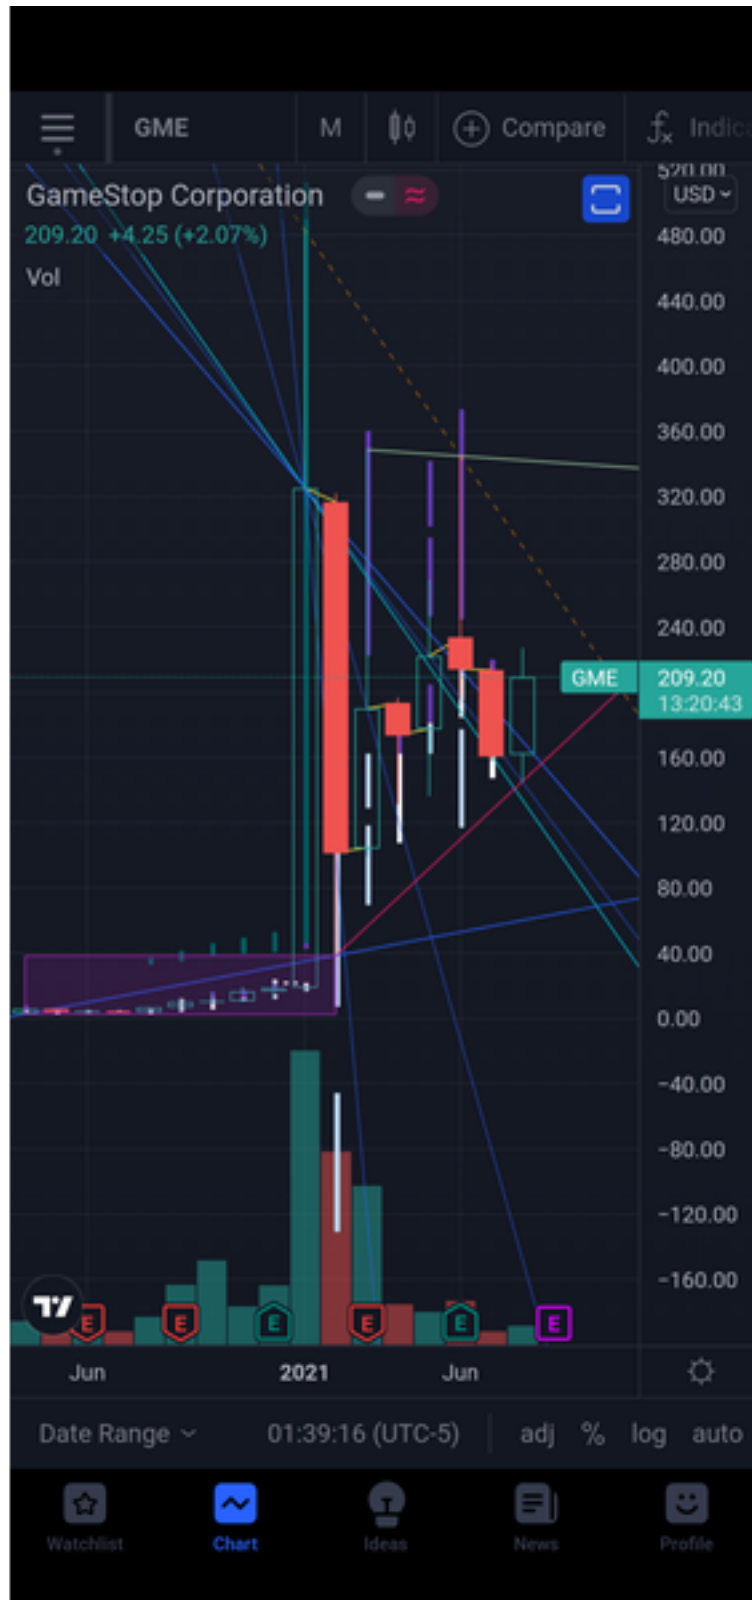 GME M Compare
GameStop Corporation
209.20 +4.25 (+2.07%)
Vol
520.00
USD
480.00
440.00
400.00
360.00
320.00
280.00
240.00
GME 209.20
13:20:43
160.00
120.00
80.00
40.00
0.00
-40.00
-80.00
-120.00
-160.00
E E E E E E
Jun 2021 Jun
Date Range 01:39:16 (UTC-5) adj % log auto
Watchlist Chart Ideas News Profile